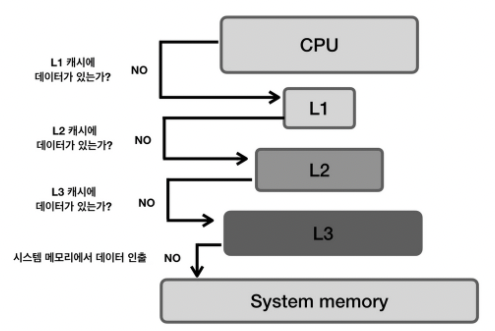 CPU
L1 캐시에
데이터가 있는가?
NO
L1
L2 캐시에
데이터가 있는가?
NO
L2
L3 캐시에
데이터가 있는가?
NO
L3
시스템 메모리에서 데이터 인출
NO
System memory